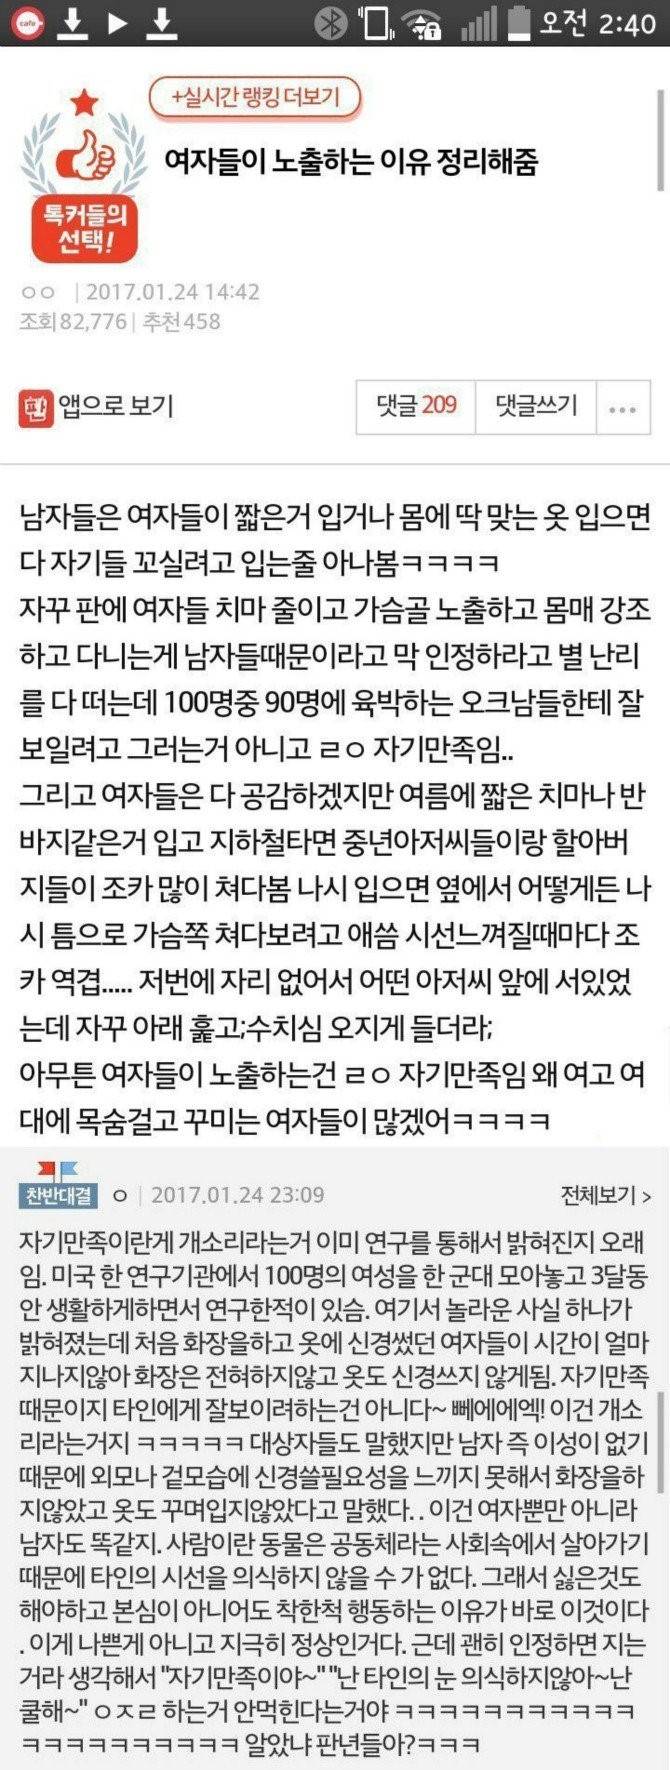 cafe
오전 2:40
+실시간 랭킹 더보기
여자들이 노출하는 이유 정리해줌
톡커들의
선택!
ㅇㅇ | 2017.01.24 14:42
조회 82,776 | 추천 458
판 앱으로 보기
댓글 209 댓글쓰기 ...
남자들은 여자들이 짧은거 입거나 몸에 딱 맞는 옷 입으면
다 자기들 꼬실려고 입는줄 아나봄ㅋㅋㅋㅋ
자꾸 판에 여자들 치마 줄이고 가슴골 노출하고 몸매 강조
하고 다니는게 남자들때문이라고 막 인정하라고 별 난리
를 다 떠는데 100명중 90명에 육박하는 오크남들한테 잘
보일려고 그러는거 아니고 ㄹㅇ 자기만족임..
그리고 여자들은 다 공감하겠지만 여름에 짧은 치마나 반
바지같은거 입고 지하철타면 중년아저씨들이랑 할아버
지들이 조카 많이 쳐다봄 나시 입으면 옆에서 어떻게든 나
시 틈으로 가슴쪽 쳐다보려고 애씀 시선느껴질때마다 조
카 역겹..... 저번에 자리 없어서 어떤 아저씨 앞에 서있었
는데 자꾸 아래 훑고;수치심 오지게 들더라;
아무튼 여자들이 노출하는건 ㄹㅇ 자기만족임 왜 여고 여
대에 목숨걸고 꾸미는 여자들이 많겠어ㅋㅋㅋㅋ
찬반대결 ㅇ | 2017.01.24 23:09 전체보기 >
자기만족이란게 개소리라는거 이미 연구를 통해서 밝혀진지 오래
임. 미국 한 연구기관에서 100명의 여성을 한 군대 모아놓고 3달동
안 생활하게하면서 연구한적이 있슴. 여기서 놀라운 사실 하나가
밝혀졌는데 처음 화장을하고 옷에 신경썼던 여자들이 시간이 얼마
지나지않아 화장은 전혀하지않고 옷도 신경쓰지 않게됨. 자기만족
때문이지 타인에게 잘보이려하는건 아니다~ 뻬에에엑! 이건 개소
리라는거지 ㅋㅋㅋㅋㅋ 대상자들도 말했지만 남자 즉 이성이 없기
때문에 외모나 겉모습에 신경쓸필요성을 느끼지 못해서 화장을하
지않았고 옷도 꾸며입지않았다고 말했다. . 이건 여자뿐만 아니라
남자도 똑같지. 사람이란 동물은 공동체라는 사회속에서 살아가기
때문에 타인의 시선을 의식하지 않을 수 가 없다. 그래서 싫은것도
해야하고 본심이 아니어도 착한척 행동하는 이유가 바로 이것이다
. 이게 나쁜게 아니고 지극히 정상인거다. 근데 괜히 인정하면 지는
거라 생각해서 "자기만족이야~" "난 타인의 눈 의식하지않아~난
쿨해~" ㅇㅈㄹ 하는거 안먹힌다는거야 ㅋㅋㅋㅋㅋㅋㅋㅋㅋㅋㅋ
ㅋㅋㅋㅋㅋㅋㅋㅋㅋㅋ 알았냐 판년들아?ㅋㅋㅋ